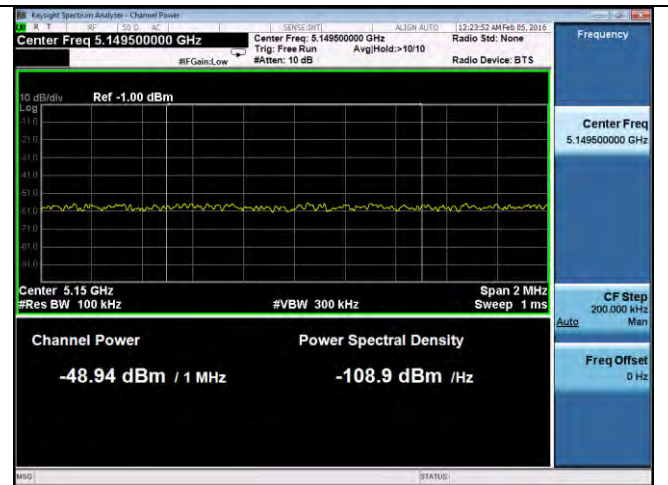 Keysight Spectrum Analyzer - Channel Power
R T RF 50 Ω AC SENSE:INT ALIGN AUTO 12:23:52 AM Feb 05, 2016
Center Freq 5.149500000 GHz
Center Freq: 5.149500000 GHz
Radio Std: None
Trig: Free Run Avg|Hold:>10/10
#IFGain:Low
#Atten: 10 dB
Radio Device: BTS
Frequency
10 dB/div Ref -1.00 dBm
Log
-11.0
-21.0
-31.0
-41.0
-51.0
-61.0
-71.0
-81.0
-91.0
Center Freq
5.149500000 GHz
Center 5.15 GHz
Span 2 MHz
#Res BW 100 kHz
#VBW 300 kHz
Sweep 1 ms
CF Step
200.000 kHz
Auto Man
Channel Power
Power Spectral Density
-48.94 dBm / 1 MHz
-108.9 dBm /Hz
Freq Offset
0 Hz
MSG
STATUS